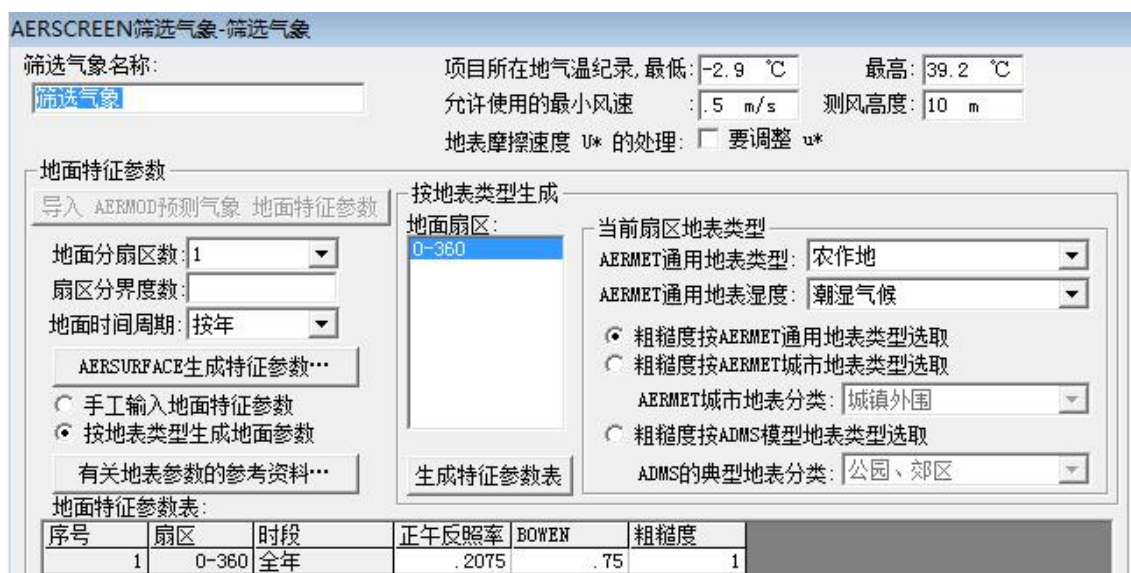 AERSCREEN筛选气象-筛选气象
筛选气象名称:
筛选气象
项目所在地气温纪录,最低: -2.9 ℃ 最高: 39.2 ℃
允许使用的最小风速 : .5 m/s 测风高度: 10 m
地表摩擦速度 U* 的处理: 要调整 u*
地面特征参数
导入 AERMOD预测气象 地面特征参数
地面分扇区数: 1
扇区分界度数:
地面时间周期: 按年
AERSURFACE生成特征参数…
手工输入地面特征参数
按地表类型生成地面参数
有关地表参数的参考资料…
按地表类型生成
地面扇区:
0-360
生成特征参数表
当前扇区地表类型
AERMET通用地表类型: 农作地
AERMET通用地表湿度: 潮湿气候
粗糙度按AERMET通用地表类型选取
粗糙度按AERMET城市地表类型选取
AERMET城市地表分类: 城镇外围
粗糙度按ADMS模型地表类型选取
ADMS的典型地表分类: 公园、郊区
地面特征参数表:
序号 扇区 时段 正午反照率 BOWEN 粗糙度
1 0-360 全年 .2075 .75 1